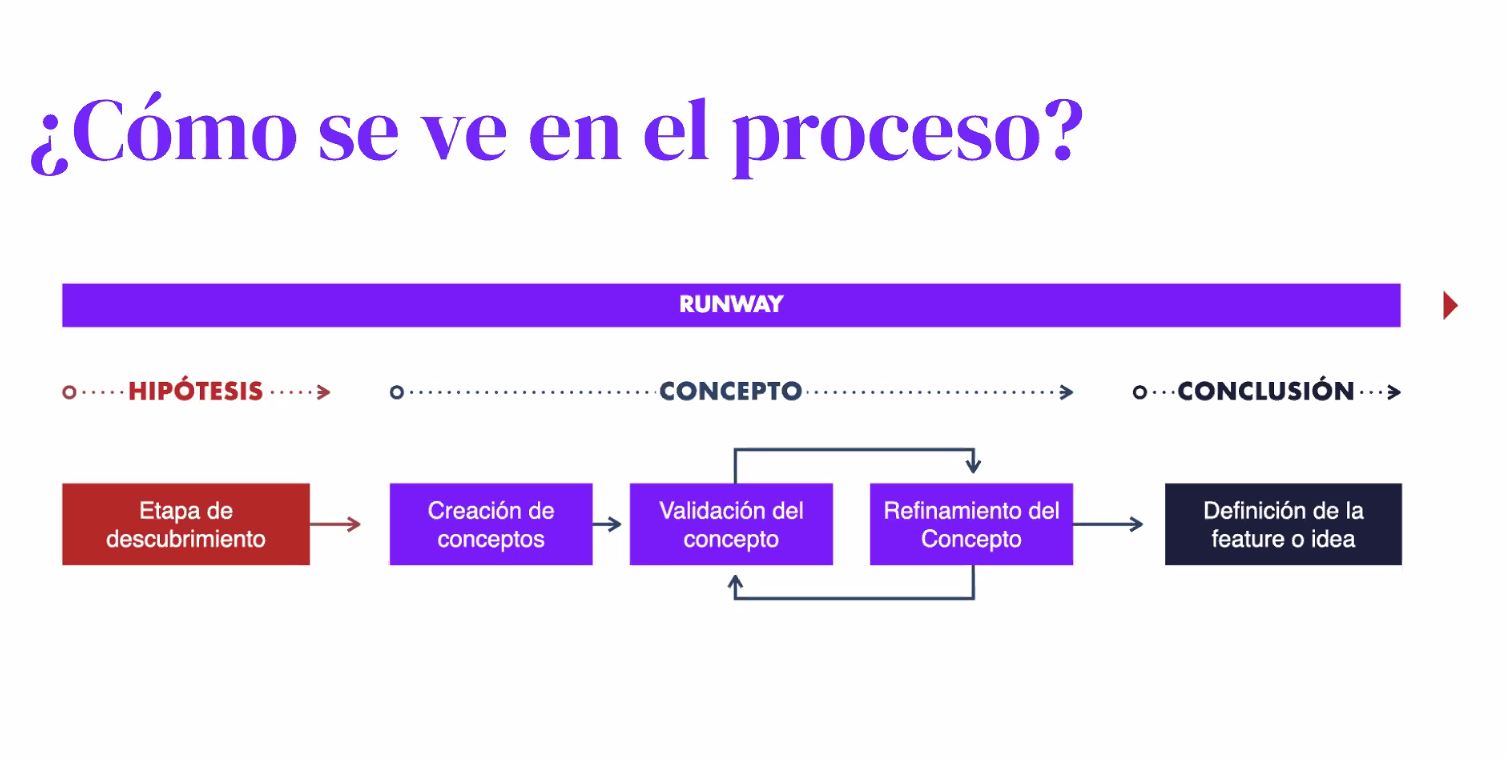 ¿Cómo se ve en el proceso?
RUNWAY
HIPÓTESIS
CONCEPTO
CONCLUSIÓN
Etapa de
descubrimiento
Creación de
conceptos
Validación del
concepto
Refinamiento del
Concepto
Definición de la
feature o idea